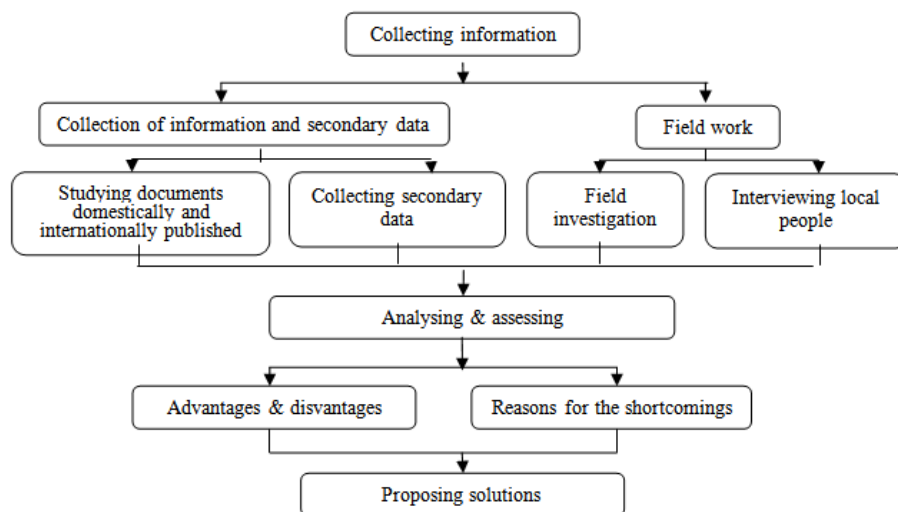 Collecting information
Collection of information and secondary data
Field work
Studying documents
domestically and
internationally published
Collecting secondary
data
Field
investigation
Interviewing local
people
Analysing & assessing
Advantages & disvantages
Reasons for the shortcomings
Proposing solutions